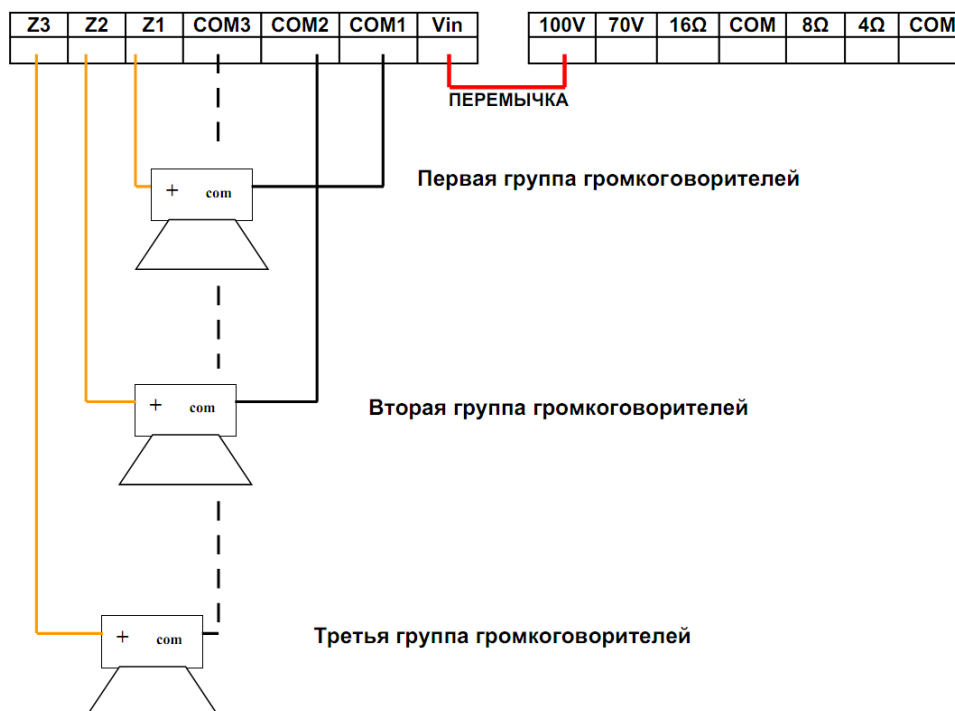 Z3 Z2 Z1 COM3 COM2 COM1 Vin 100V 70V 16Ω COM 8Ω 4Ω COM
ПЕРЕМЫЧКА
+ com
Первая группа громкоговорителей
+ com
Вторая группа громкоговорителей
+ com
Третья группа громкоговорителей